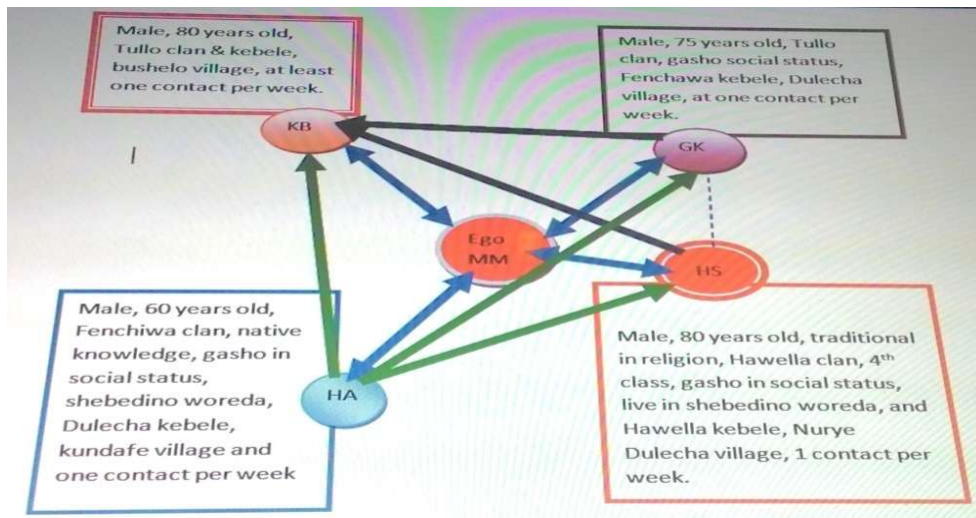 Male, 80 years old,
Tullo clan & kebele,
bushelo village, at least
one contact per week.
Male, 75 years old, Tullo
clan, gasho social status,
Fenchawa kebele, Dulecha
village, at one contact per
week.
KB
GK
Ego
MM
HS
Male, 60 years old,
Fenchiwa clan, native
knowledge, gasho in
social status,
shebedino woreda,
Dulecha kebele,
kundafe village and
one contact per week
HA
Male, 80 years old, traditional
in religion, Hawella clan, 4th
class, gasho in social status,
live in shebedino woreda, and
Hawella kebele, Nurye
Dulecha village, 1 contact per
week.